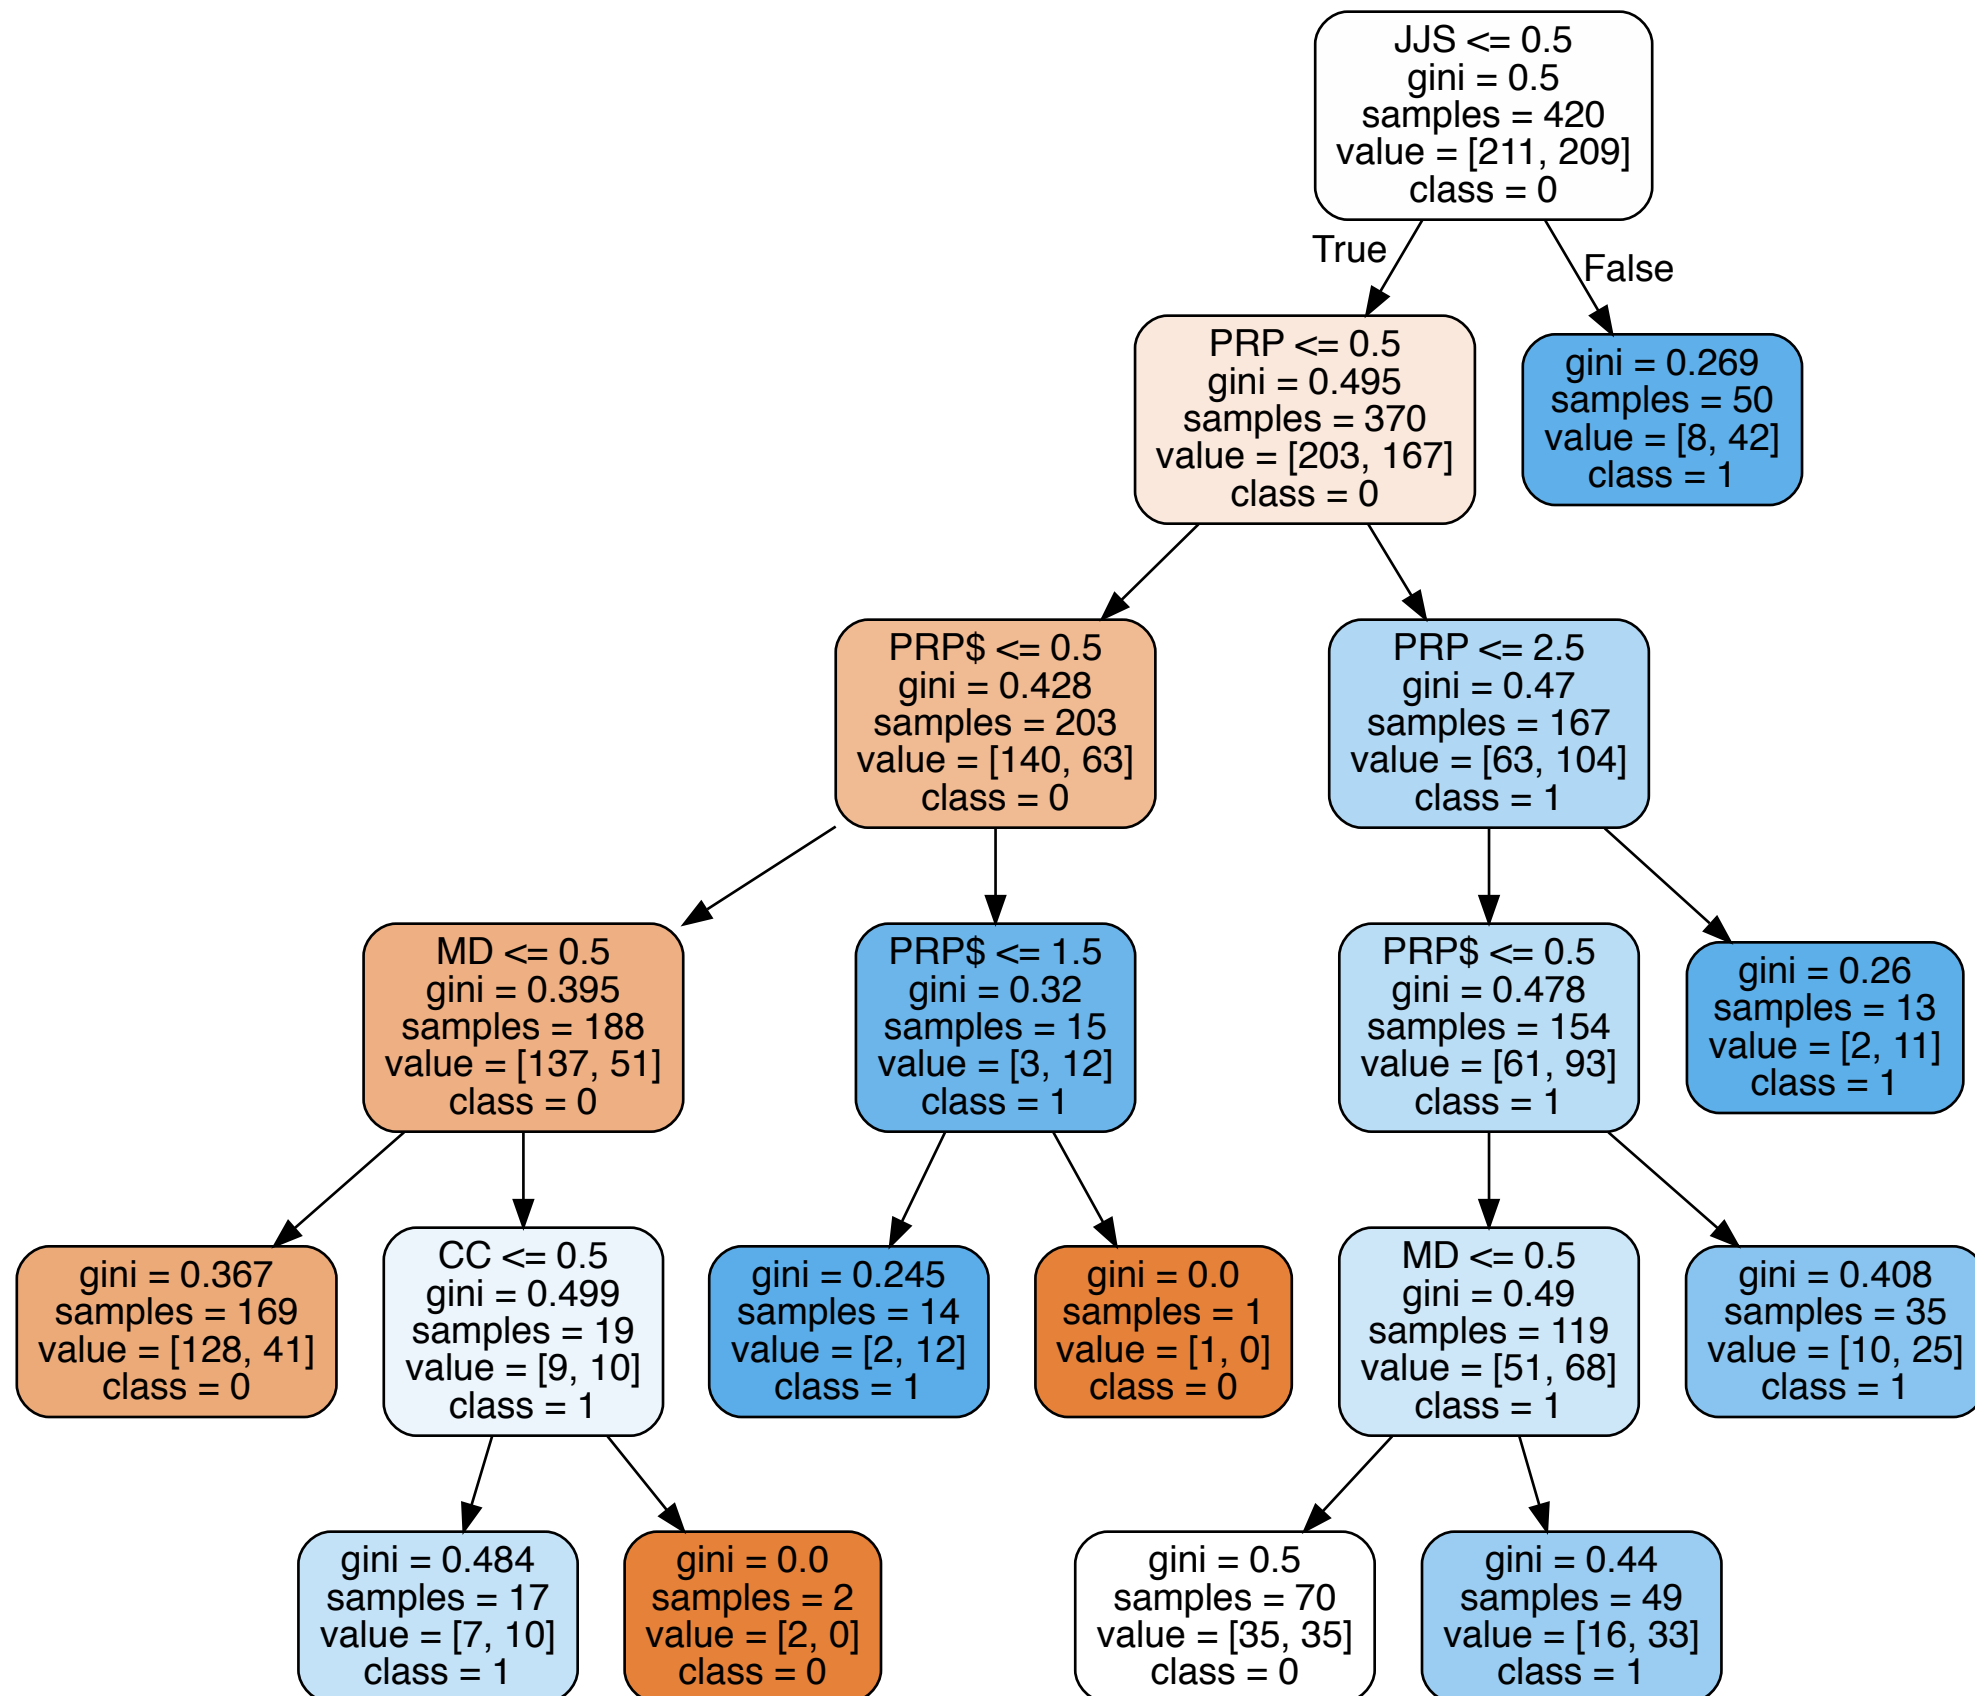 JJS <= 0.5
gini = 0.5
samples = 420
value = [211, 209]
class = 0
True
False
PRP <= 0.5
gini = 0.495
samples = 370
value = [203, 167]
class = 0
gini = 0.269
samples = 50
value = [8, 42]
class = 1
PRP$ <= 0.5
gini = 0.428
samples = 203
value = [140, 63]
class = 0
PRP <= 2.5
gini = 0.47
samples = 167
value = [63, 104]
class = 1
MD <= 0.5
gini = 0.395
samples = 188
value = [137, 51]
class = 0
PRP$ <= 1.5
gini = 0.32
samples = 15
value = [3, 12]
class = 1
PRP$ <= 0.5
gini = 0.478
samples = 154
value = [61, 93]
class = 1
gini = 0.26
samples = 13
value = [2, 11]
class = 1
gini = 0.367
samples = 169
value = [128, 41]
class = 0
CC <= 0.5
gini = 0.499
samples = 19
value = [9, 10]
class = 1
gini = 0.245
samples = 14
value = [2, 12]
class = 1
gini = 0.0
samples = 1
value = [1, 0]
class = 0
MD <= 0.5
gini = 0.49
samples = 119
value = [51, 68]
class = 1
gini = 0.408
samples = 35
value = [10, 25]
class = 1
gini = 0.484
samples = 17
value = [7, 10]
class = 1
gini = 0.0
samples = 2
value = [2, 0]
class = 0
gini = 0.5
samples = 70
value = [35, 35]
class = 0
gini = 0.44
samples = 49
value = [16, 33]
class = 1